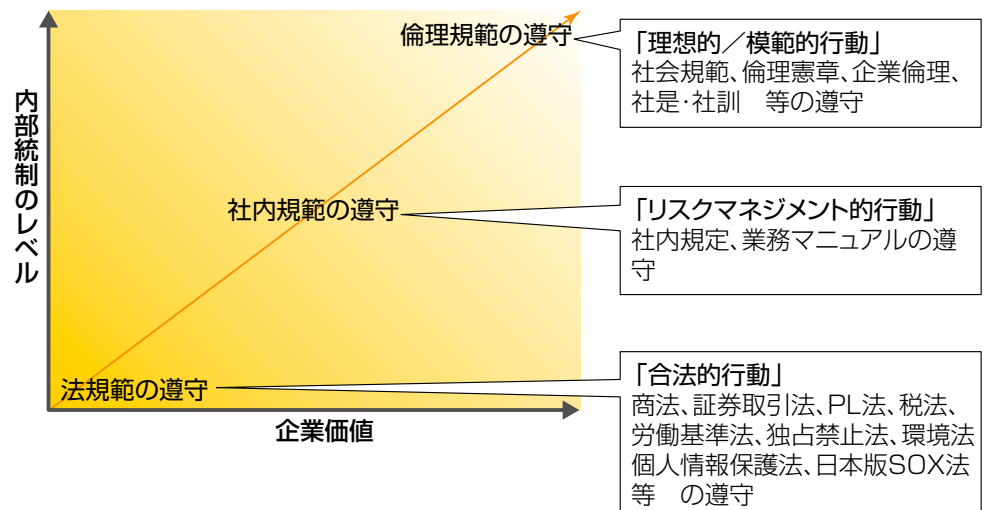 倫理規範の遵守
「理想的／模範的行動」
社会規範、倫理憲章、企業倫理、
社是・社訓　等の遵守
内部統制のレベル
社内規範の遵守
「リスクマネジメント的行動」
社内規定、業務マニュアルの遵
守
法規範の遵守
「合法的行動」
商法、証券取引法、PL法、税法、
労働基準法、独占禁止法、環境法
個人情報保護法、日本版SOX法
等　の遵守
企業価値